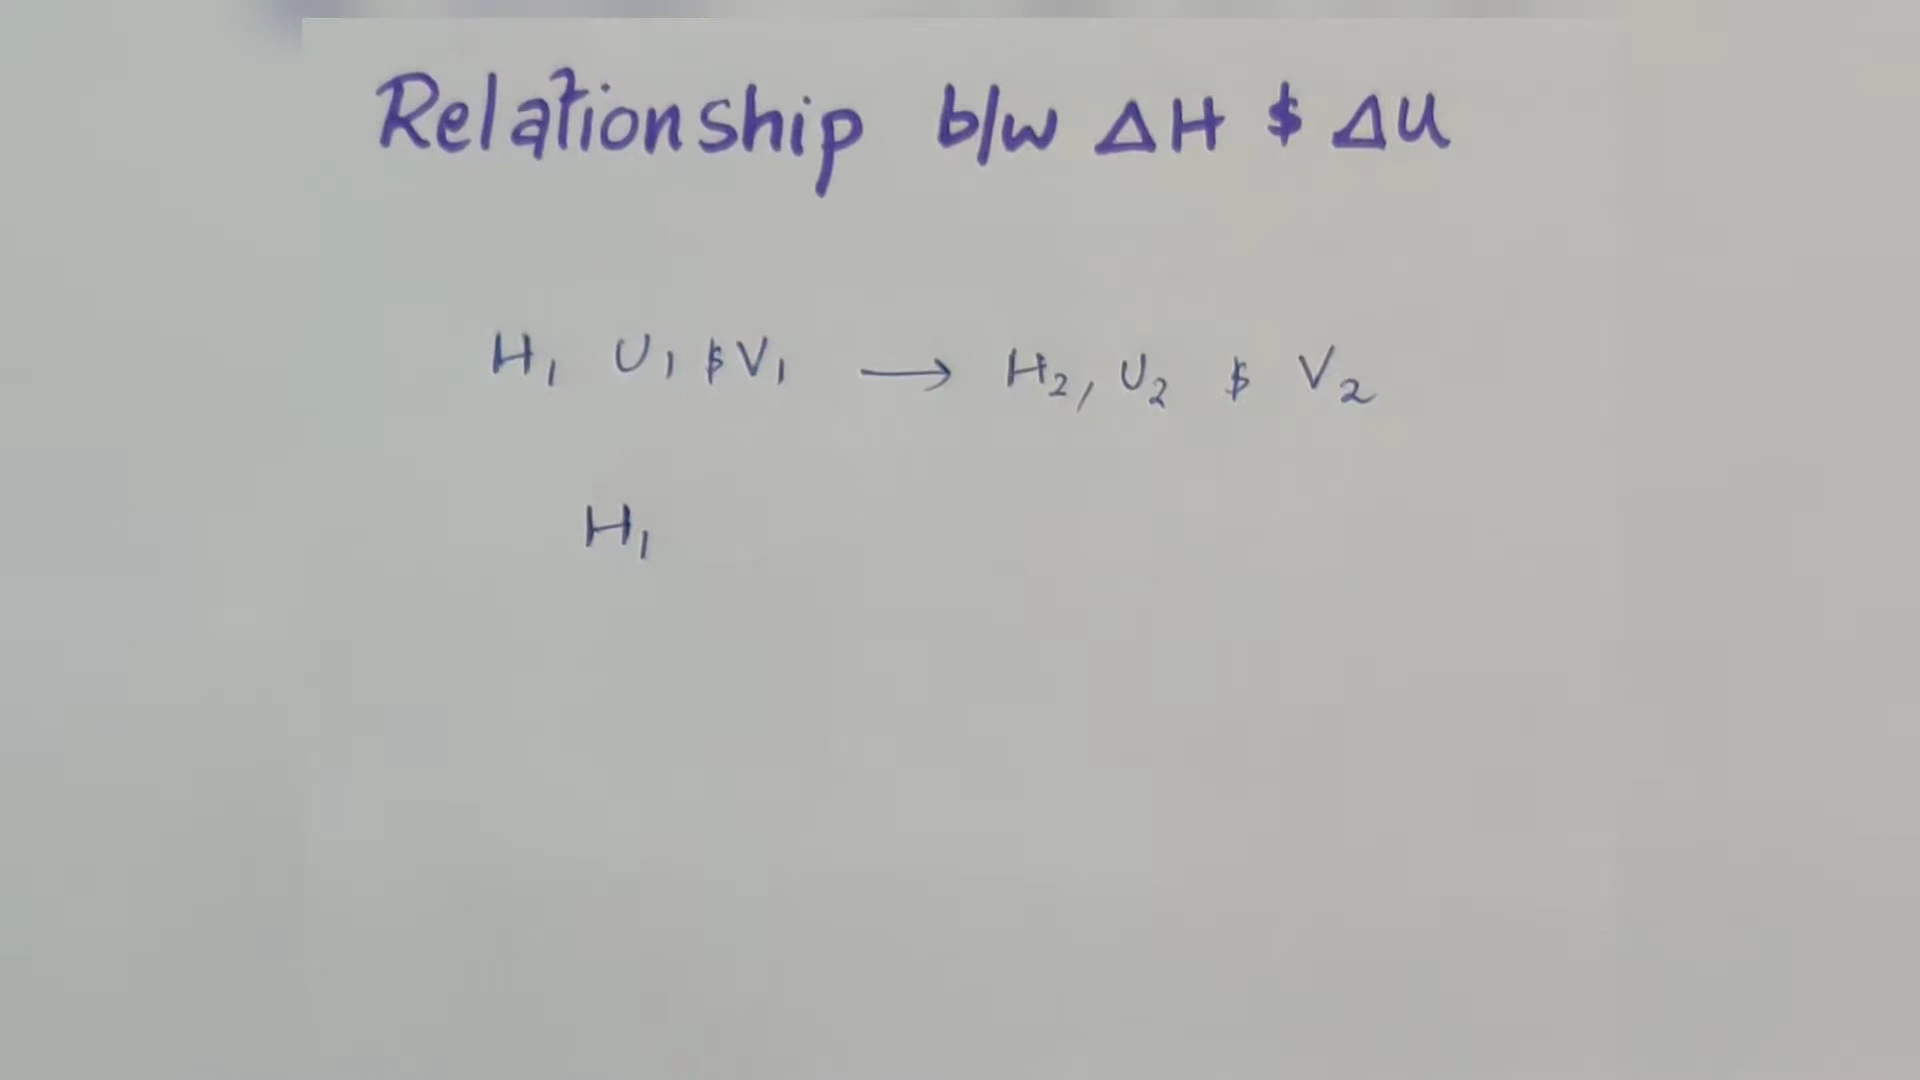 Relationship b/w ΔH & ΔU
H₁ U₁ & V₁ → H₂, U₂ & V₂
H₁